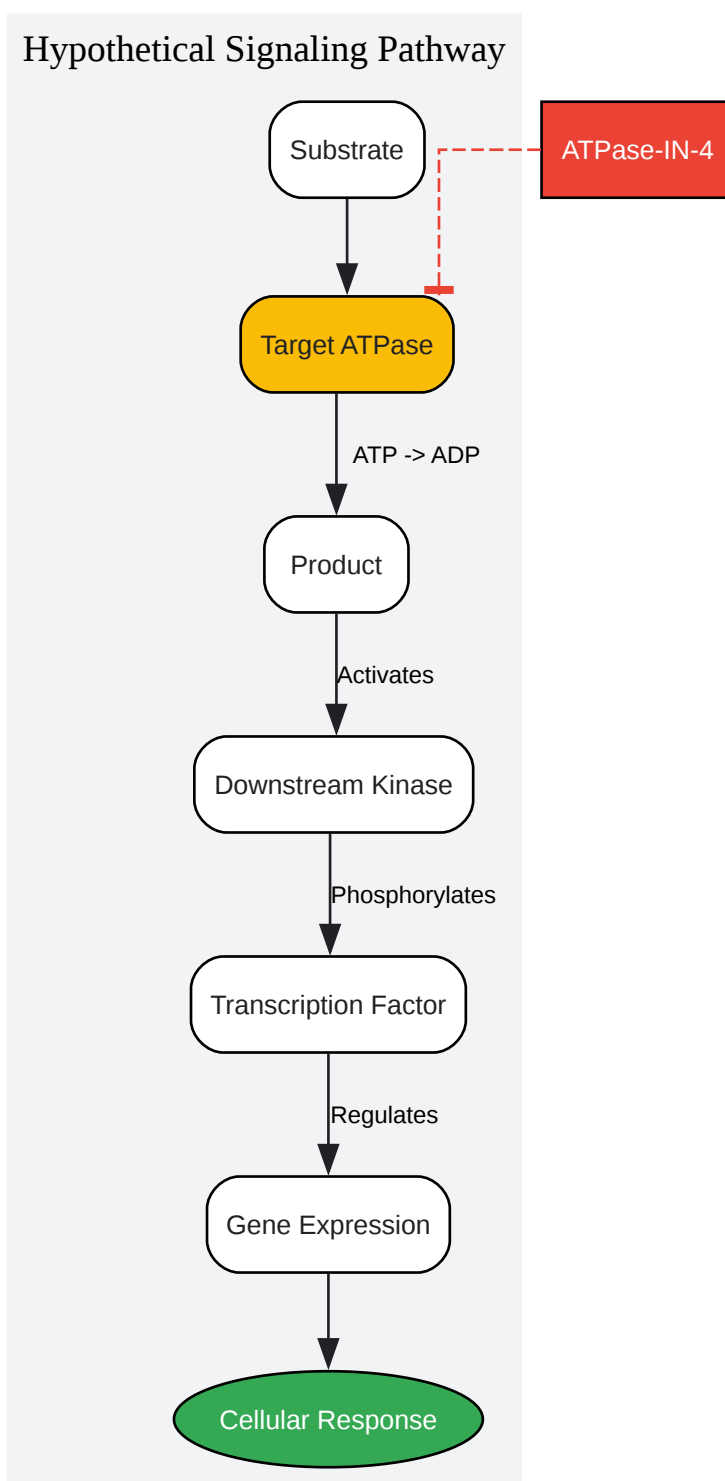 Hypothetical Signaling Pathway
Substrate
ATPase-IN-4
Target ATPase
ATP -> ADP
Product
Activates
Downstream Kinase
Phosphorylates
Transcription Factor
Regulates
Gene Expression
Cellular Response